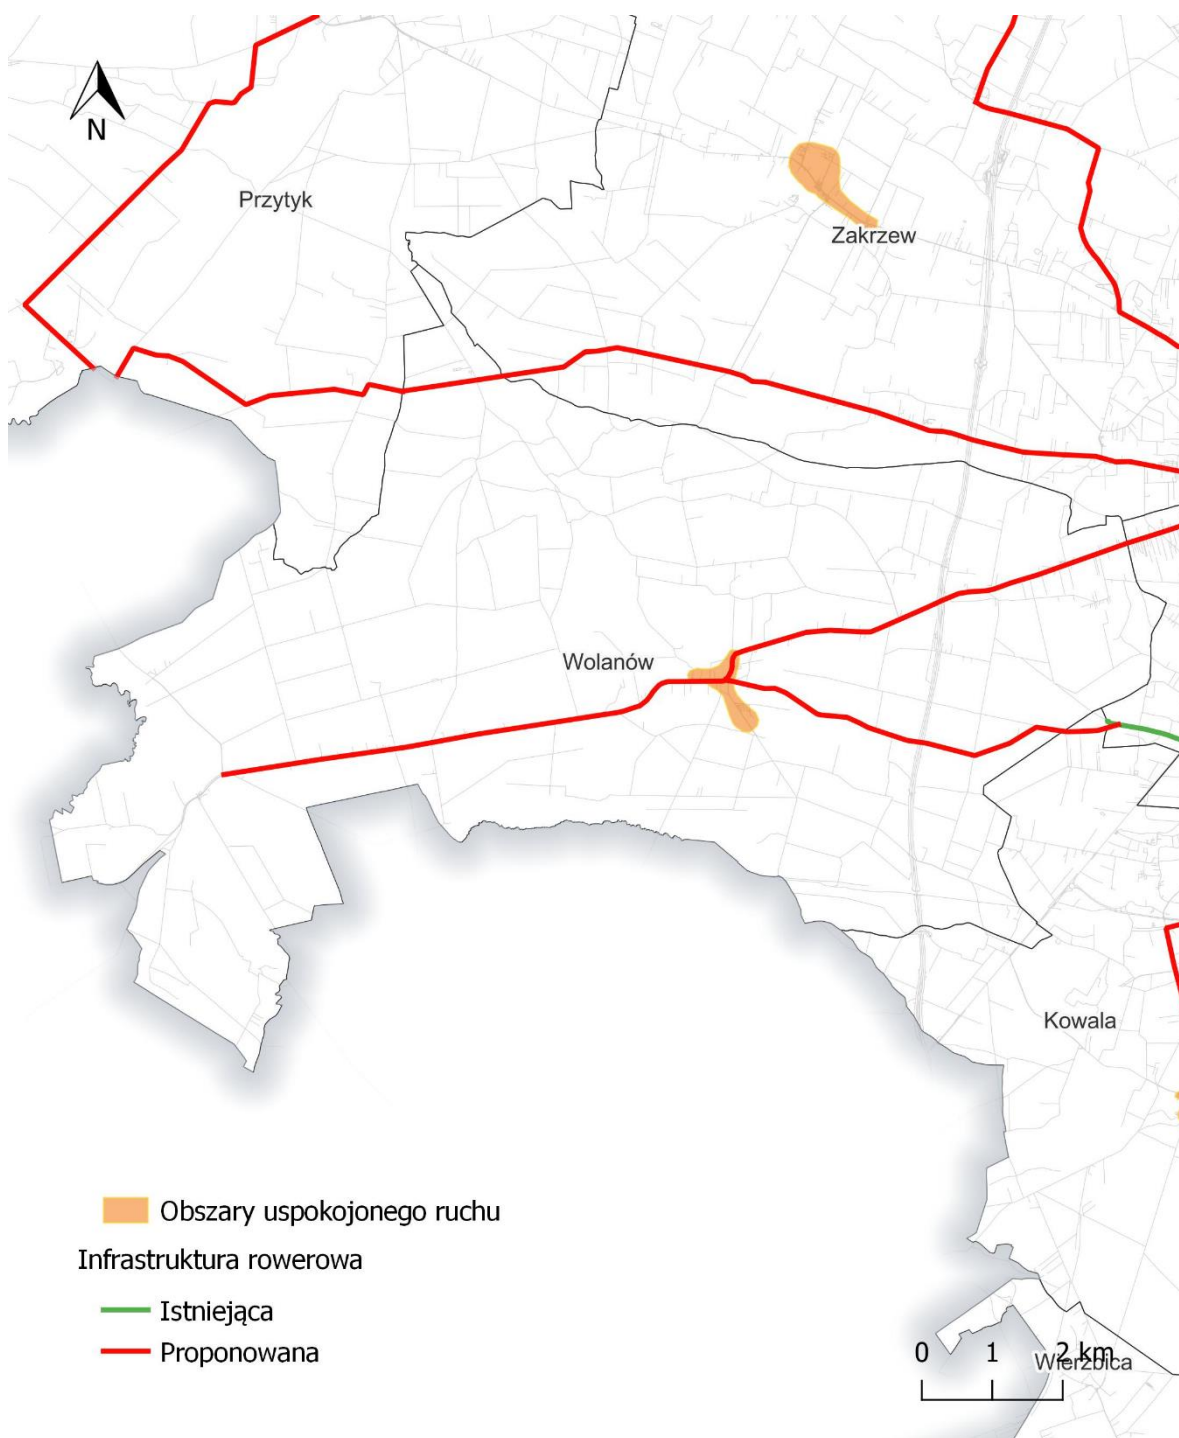 N
Przytyk
Zakrzew
Wolanów
Kowala
Obszary uspokojonego ruchu
Infrastruktura rowerowa
Istniejąca
Proponowana
0 1 2 km
Wierzbica